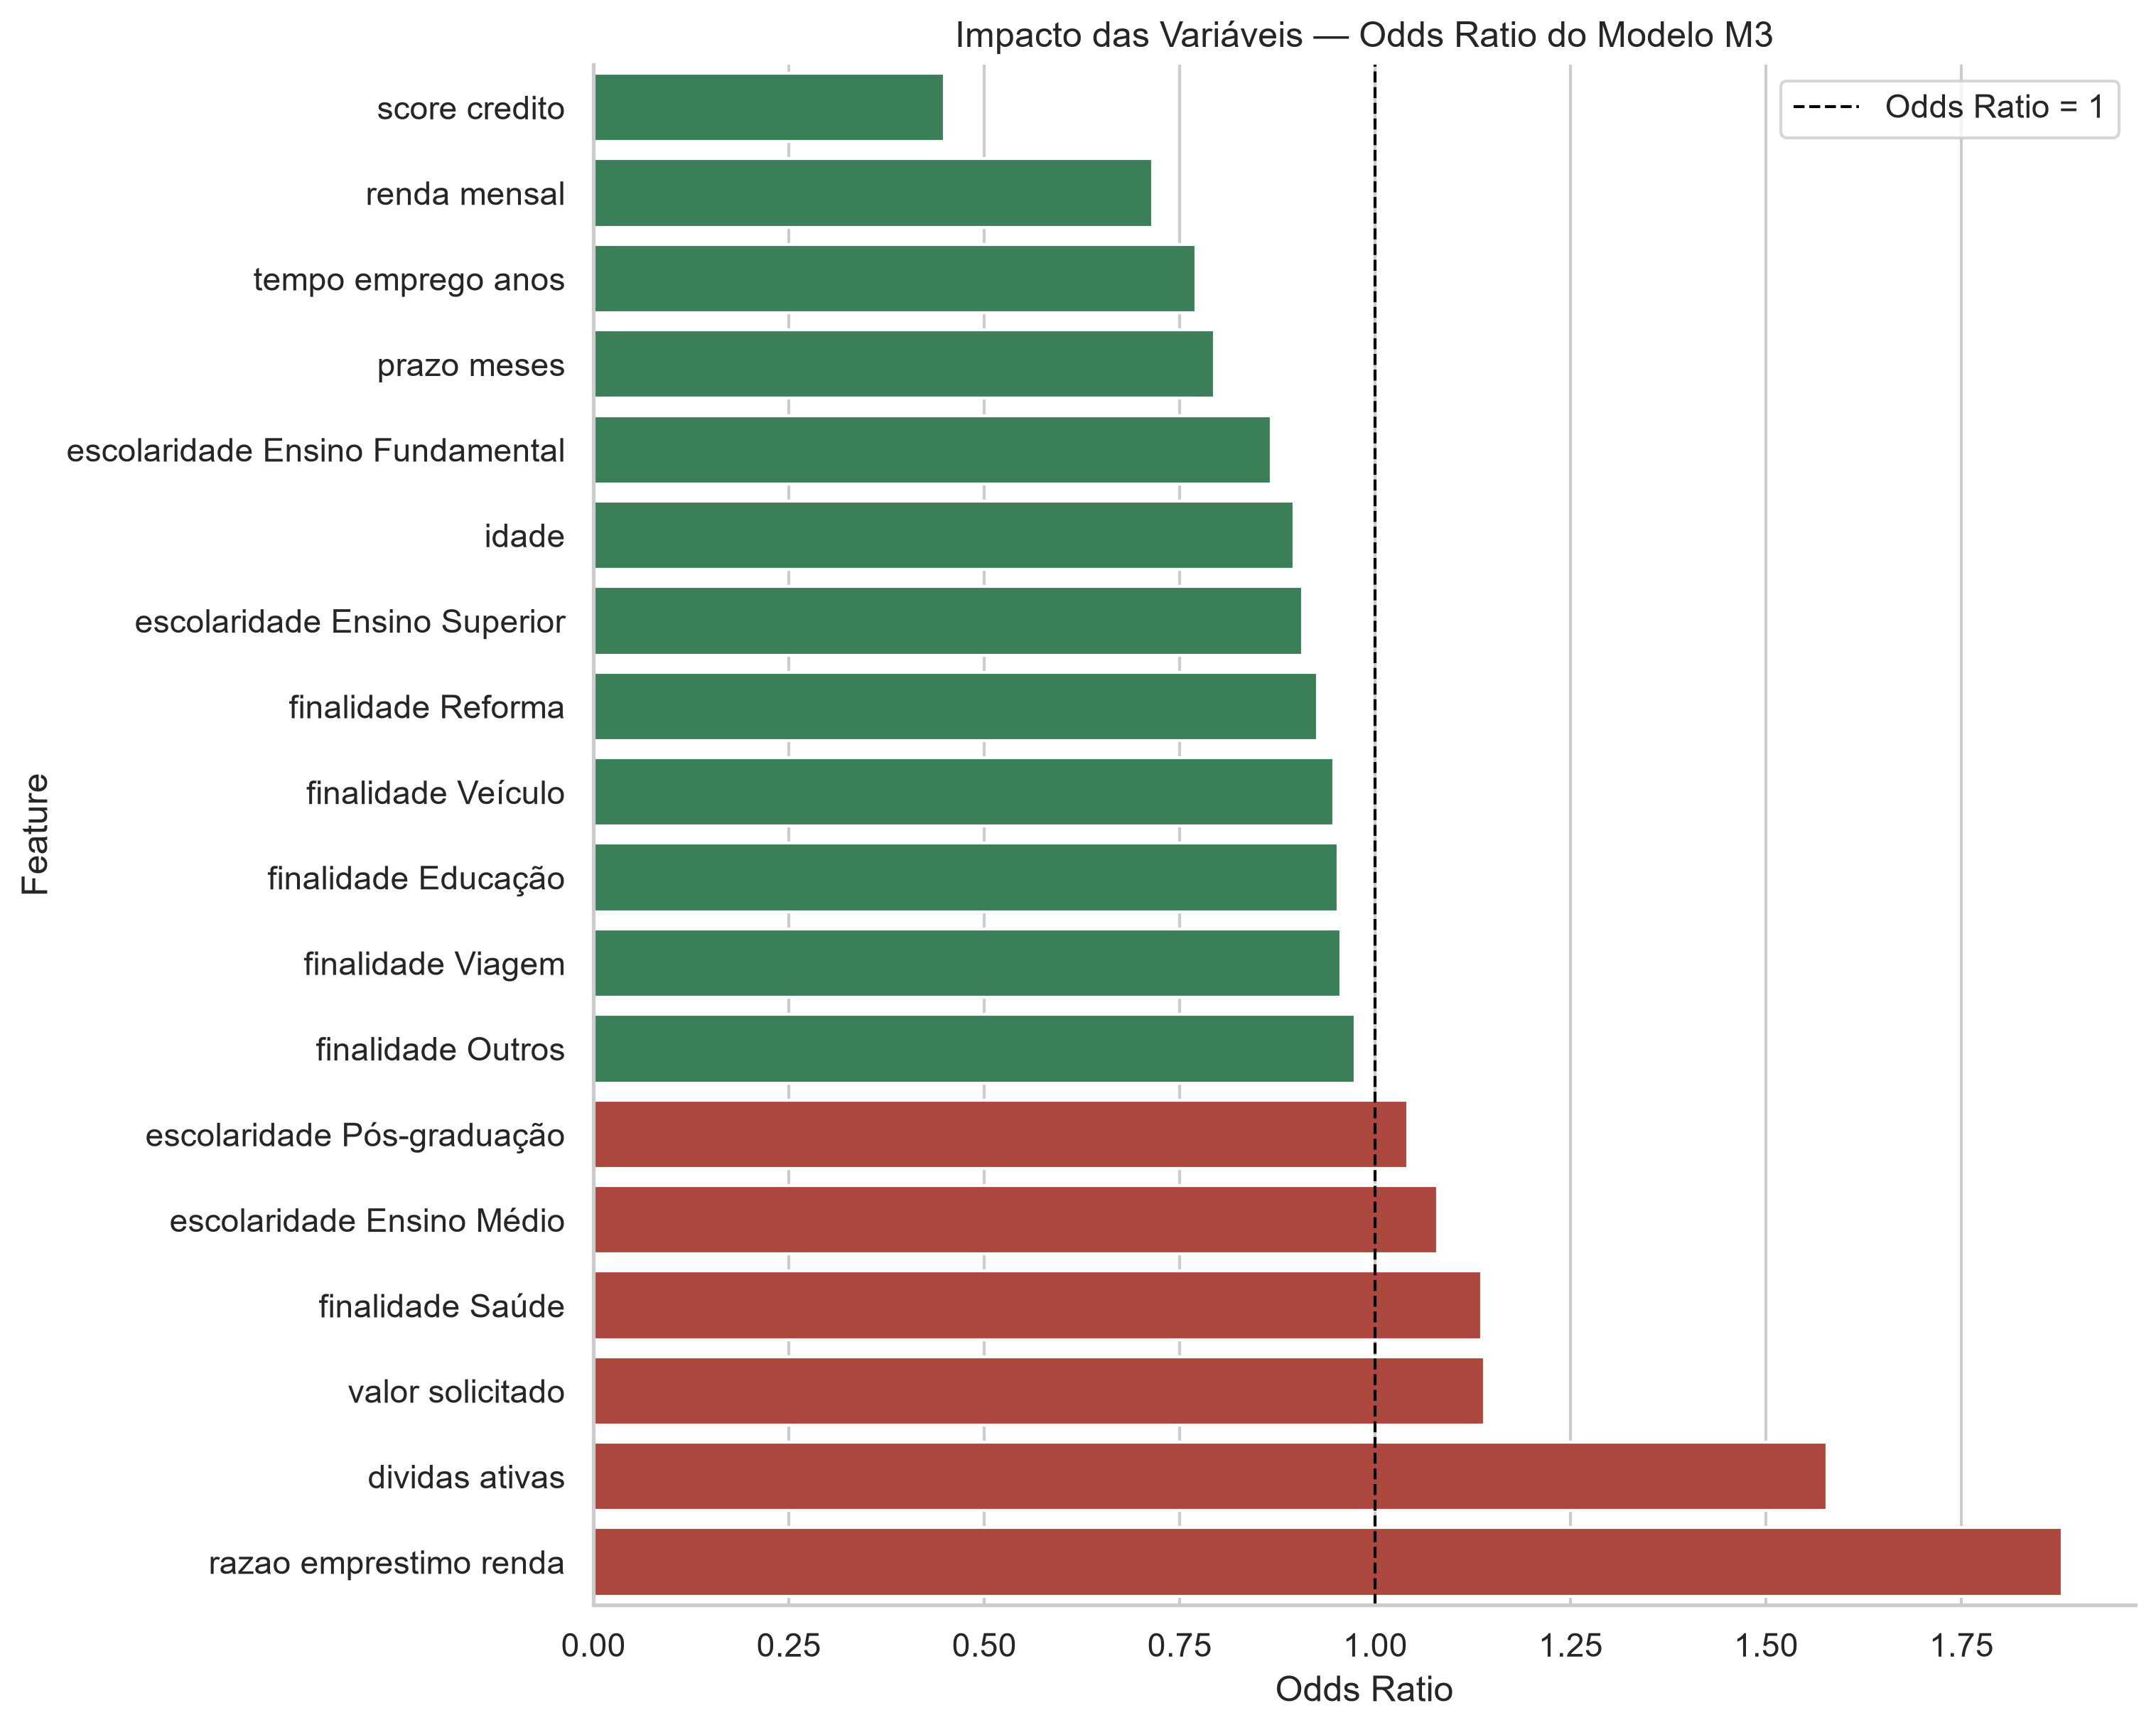 Impacto das Variáveis — Odds Ratio do Modelo M3
Odds Ratio = 1
Feature
score credito
renda mensal
tempo emprego anos
prazo meses
escolaridade Ensino Fundamental
idade
escolaridade Ensino Superior
finalidade Reforma
finalidade Veículo
finalidade Educação
finalidade Viagem
finalidade Outros
escolaridade Pós-graduação
escolaridade Ensino Médio
finalidade Saúde
valor solicitado
dividas ativas
razao emprestimo renda
0.00 0.25 0.50 0.75 1.00 1.25 1.50 1.75
Odds Ratio